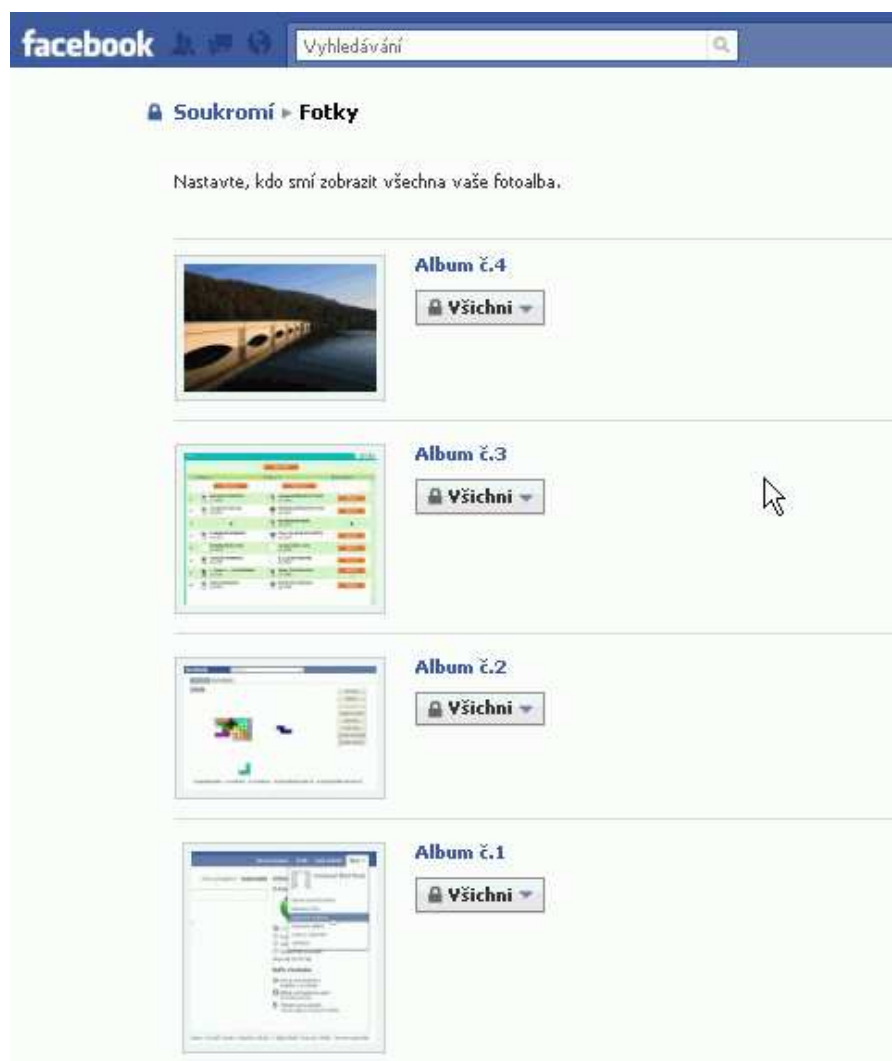 facebook Vyhledávání
Soukromí ▸ Fotky
Nastavte, kdo smí zobrazit všechna vaše fotoalba.
Album č.4
Všichni
Album č.3
Všichni
Album č.2
Všichni
Album č.1
Všichni